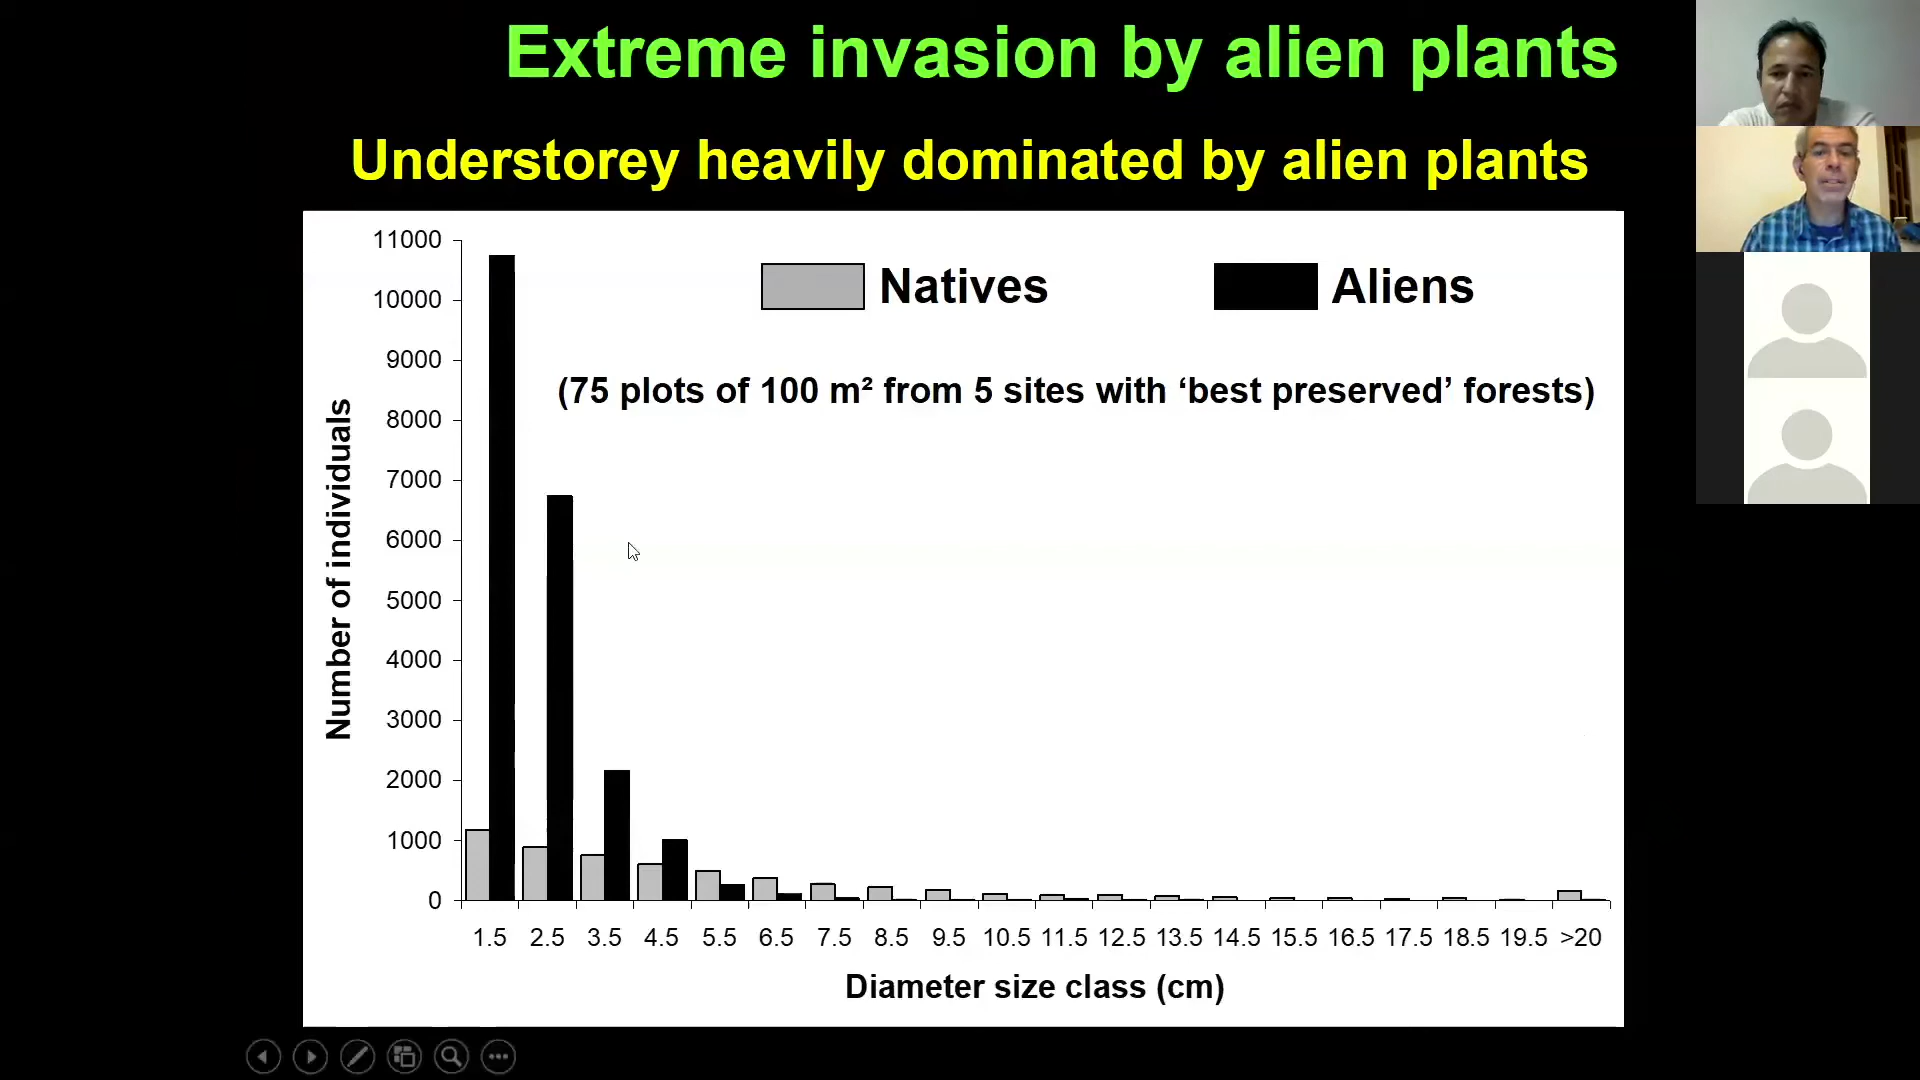 Extreme invasion by alien plants
Understorey heavily dominated by alien plants
Natives
Aliens
(75 plots of 100 m² from 5 sites with ‘best preserved’ forests)
Number of individuals
11000
10000
9000
8000
7000
6000
5000
4000
3000
2000
1000
0
1.5 2.5 3.5 4.5 5.5 6.5 7.5 8.5 9.5 10.5 11.5 12.5 13.5 14.5 15.5 16.5 17.5 18.5 19.5 >20
Diameter size class (cm)